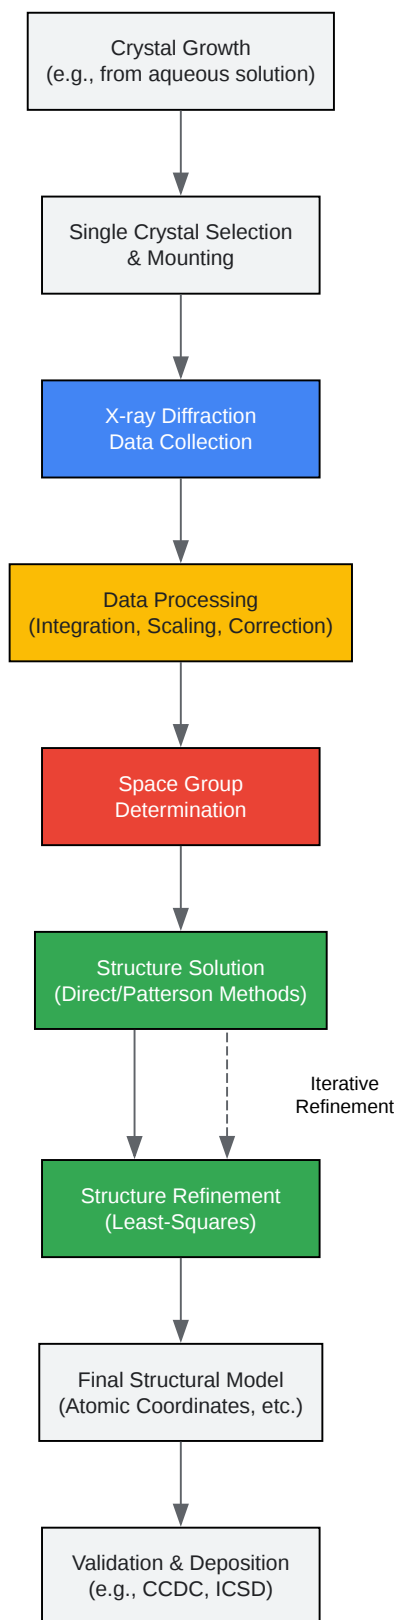 Crystal Growth
(e.g., from aqueous solution)
Single Crystal Selection
& Mounting
X-ray Diffraction
Data Collection
Data Processing
(Integration, Scaling, Correction)
Space Group
Determination
Structure Solution
(Direct/Patterson Methods)
Iterative
Refinement
Structure Refinement
(Least-Squares)
Final Structural Model
(Atomic Coordinates, etc.)
Validation & Deposition
(e.g., CCDC, ICSD)